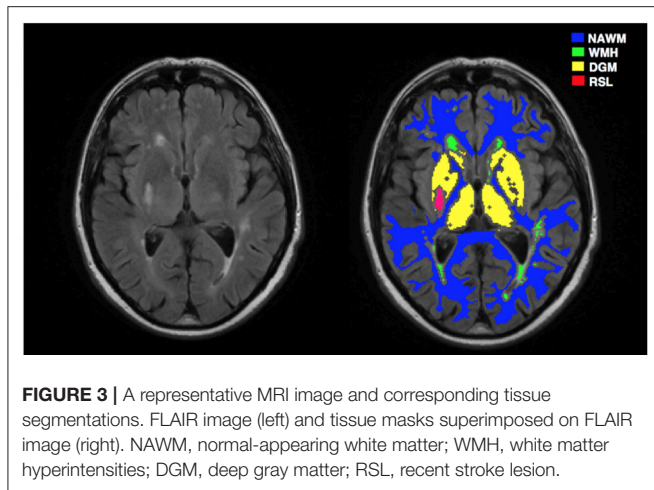 NAWM
WMH
DGM
RSL
FIGURE 3 | A representative MRI image and corresponding tissue
segmentations. FLAIR image (left) and tissue masks superimposed on FLAIR
image (right). NAWM, normal-appearing white matter; WMH, white matter
hyperintensities; DGM, deep gray matter; RSL, recent stroke lesion.